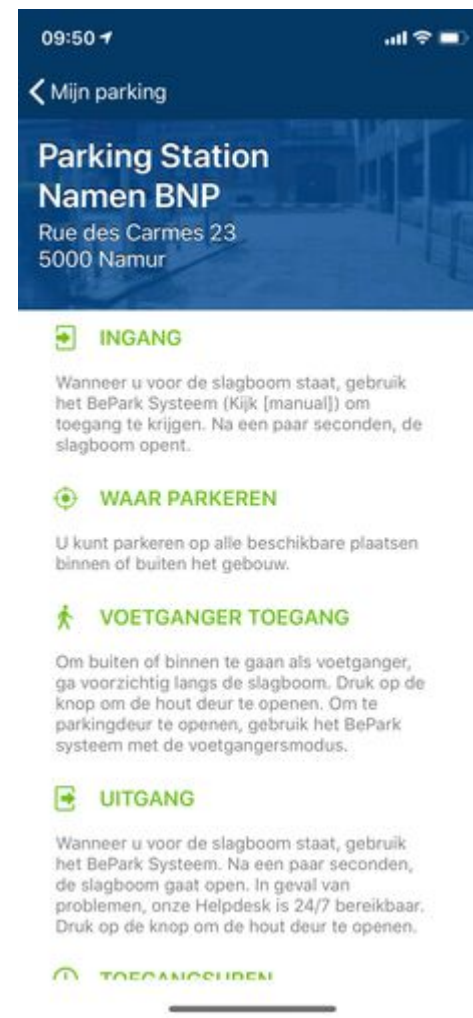 09:50
Mijn parking
Parking Station
Namen BNP
Rue des Carmes 23
5000 Namur
INGANG
Wanneer u voor de slagboom staat, gebruik
het BePark Systeem (Kijk [manual]) om
toegang te krijgen. Na een paar seconden, de
slagboom opent.
WAAR PARKEREN
U kunt parkeren op alle beschikbare plaatsen
binnen of buiten het gebouw.
VOETGANGER TOEGANG
Om buiten of binnen te gaan als voetganger,
ga voorzichtig langs de slagboom. Druk op de
knop om de hout deur te openen. Om te
parkingdeur te openen, gebruik het BePark
systeem met de voetgangersmodus.
UITGANG
Wanneer u voor de slagboom staat, gebruik
het BePark Systeem. Na een paar seconden,
de slagboom gaat open. In geval van
problemen, onze Helpdesk is 24/7 bereikbaar.
Druk op de knop om de hout deur te openen.
TOEGANGSUREN